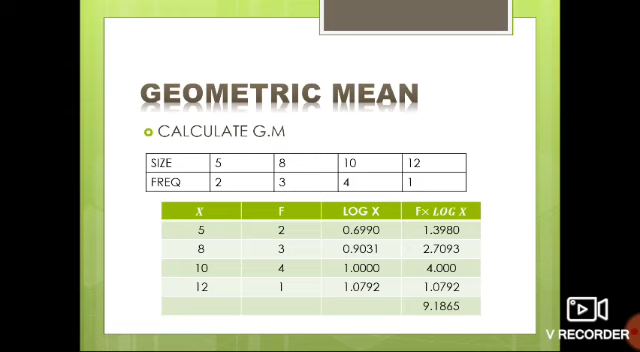 GEOMETRIC MEAN
CALCULATE G.M
SIZE 5 8 10 12
FREQ 2 3 4 1
X F LOG X F× LOG X
5 2 0.6990 1.3980
8 3 0.9031 2.7093
10 4 1.0000 4.000
12 1 1.0792 1.0792
9.1865
V RECORDER